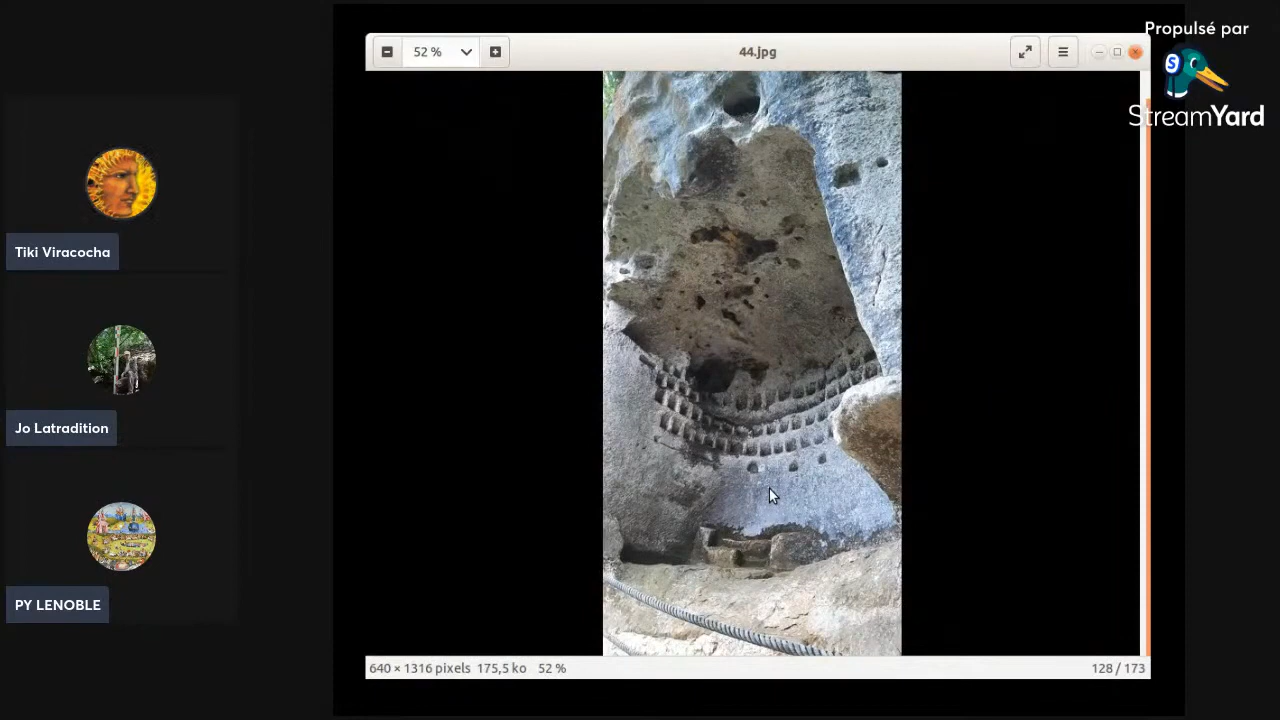 52 %
44.jpg
Propulsé par
StreamYard
Tiki Viracocha
Jo Latradition
PY LENOBLE
640 × 1316 pixels 175,5 ko 52 %
128 / 173